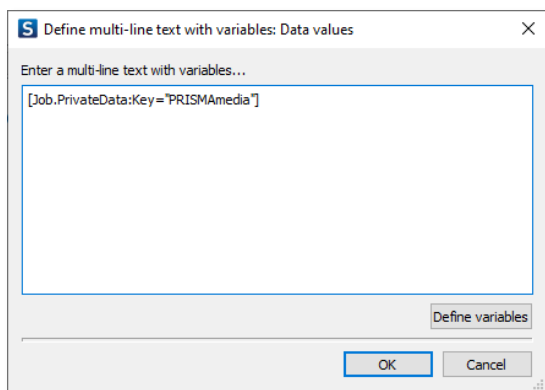 S Define multi-line text with variables: Data values
Enter a multi-line text with variables...
[Job.PrivateData:Key="PRISMAmedia"]
Define variables
OK Cancel